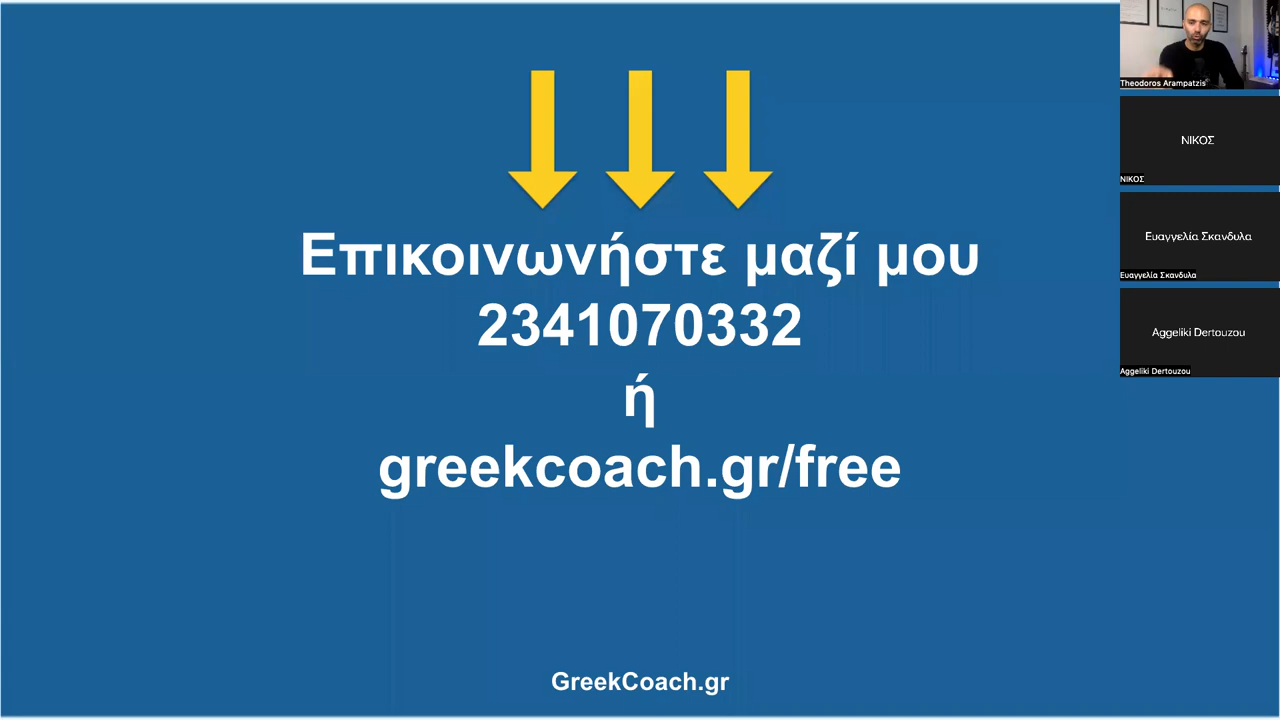 Επικοινωνήστε μαζί μου
2341070332
ή
greekcoach.gr/free
GreekCoach.gr
Theodoros Arampatzis
ΝΙΚΟΣ
ΝΙΚΟΣ
Ευαγγελία Σκανδυλα
Ευαγγελία Σκανδυλα
Aggeliki Dertouzou
Aggeliki Dertouzou